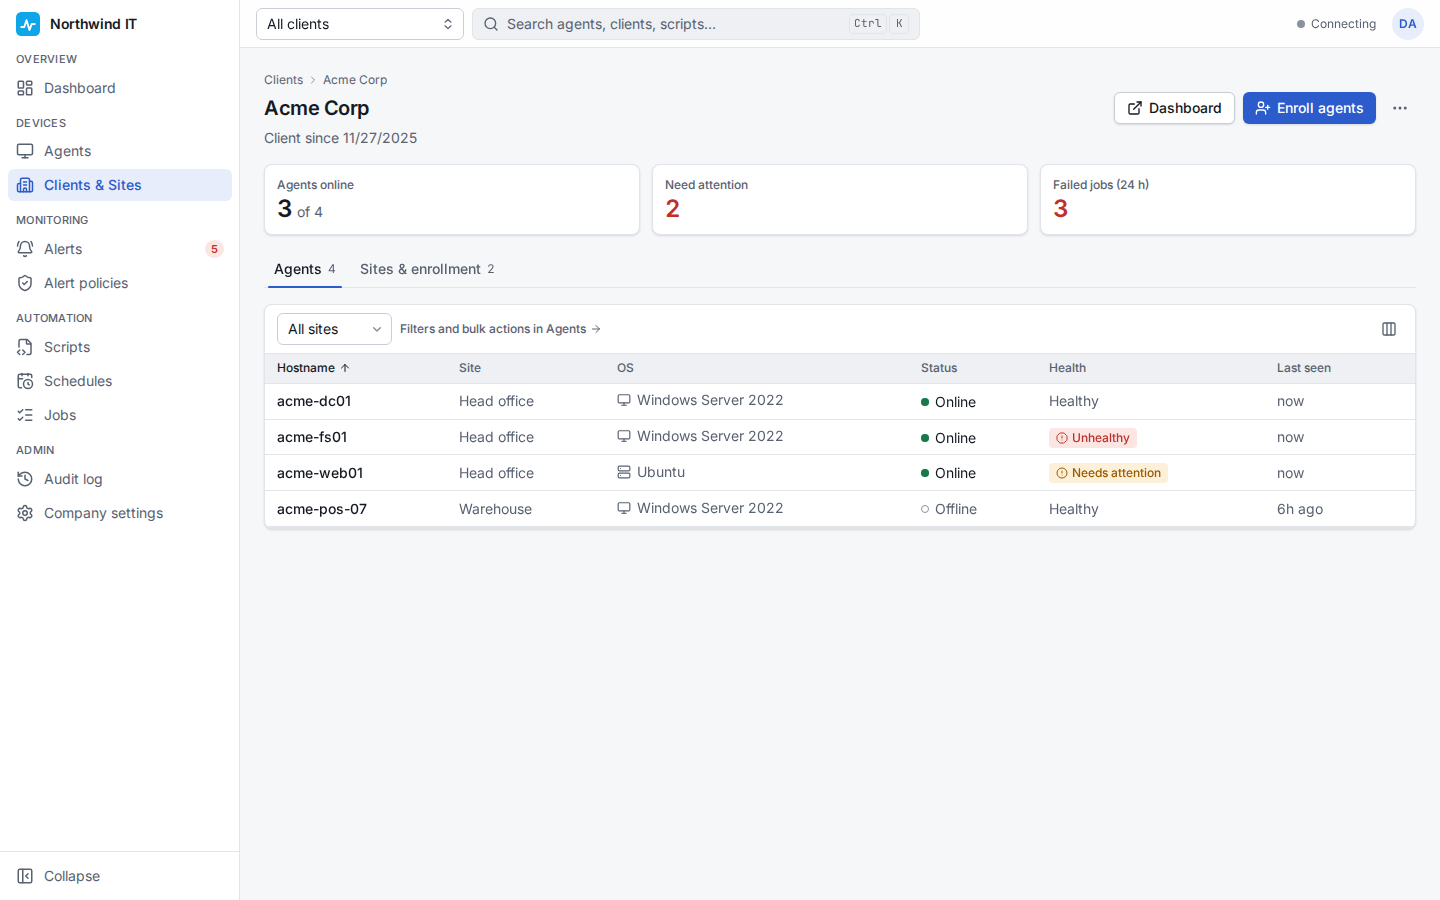 Northwind IT
OVERVIEW
Dashboard
DEVICES
Agents
Clients & Sites
MONITORING
Alerts 5
Alert policies
AUTOMATION
Scripts
Schedules
Jobs
ADMIN
Audit log
Company settings
Collapse
All clients
Search agents, clients, scripts... Ctrl K
Connecting DA
Clients Acme Corp
Acme Corp
Client since 11/27/2025
Dashboard Enroll agents
Agents online
3 of 4
Need attention
2
Failed jobs (24 h)
3
Agents 4 Sites & enrollment 2
All sites Filters and bulk actions in Agents →
Hostname ↑ Site OS Status Health Last seen
acme-dc01 Head office Windows Server 2022 Online Healthy now
acme-fs01 Head office Windows Server 2022 Online Unhealthy now
acme-web01 Head office Ubuntu Online Needs attention now
acme-pos-07 Warehouse Windows Server 2022 Offline Healthy 6h ago